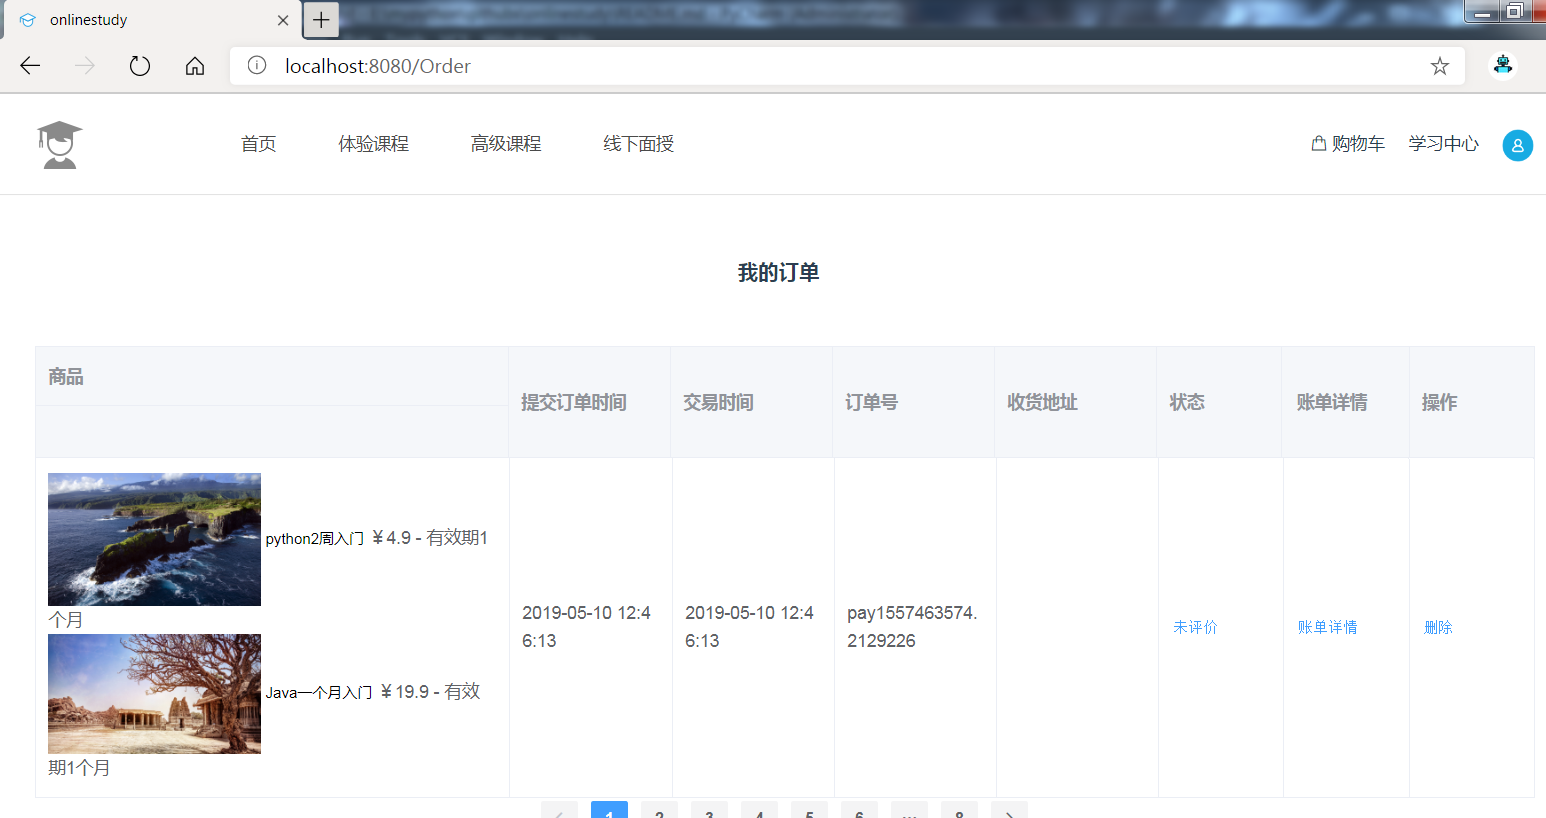 onlinestudy
localhost:8080/Order
首页 体验课程 高级课程 线下面授 购物车 学习中心
我的订单
商品 提交订单时间 交易时间 订单号 收货地址 状态 账单详情 操作
python2周入门 ¥4.9 - 有效期1
个月
Java一个月入门 ¥19.9 - 有效
期1个月
2019-05-10 12:4
6:13
2019-05-10 12:4
6:13
pay1557463574.
2129226
未评价
账单详情
删除
1 2 3 4 5 6 ... 8